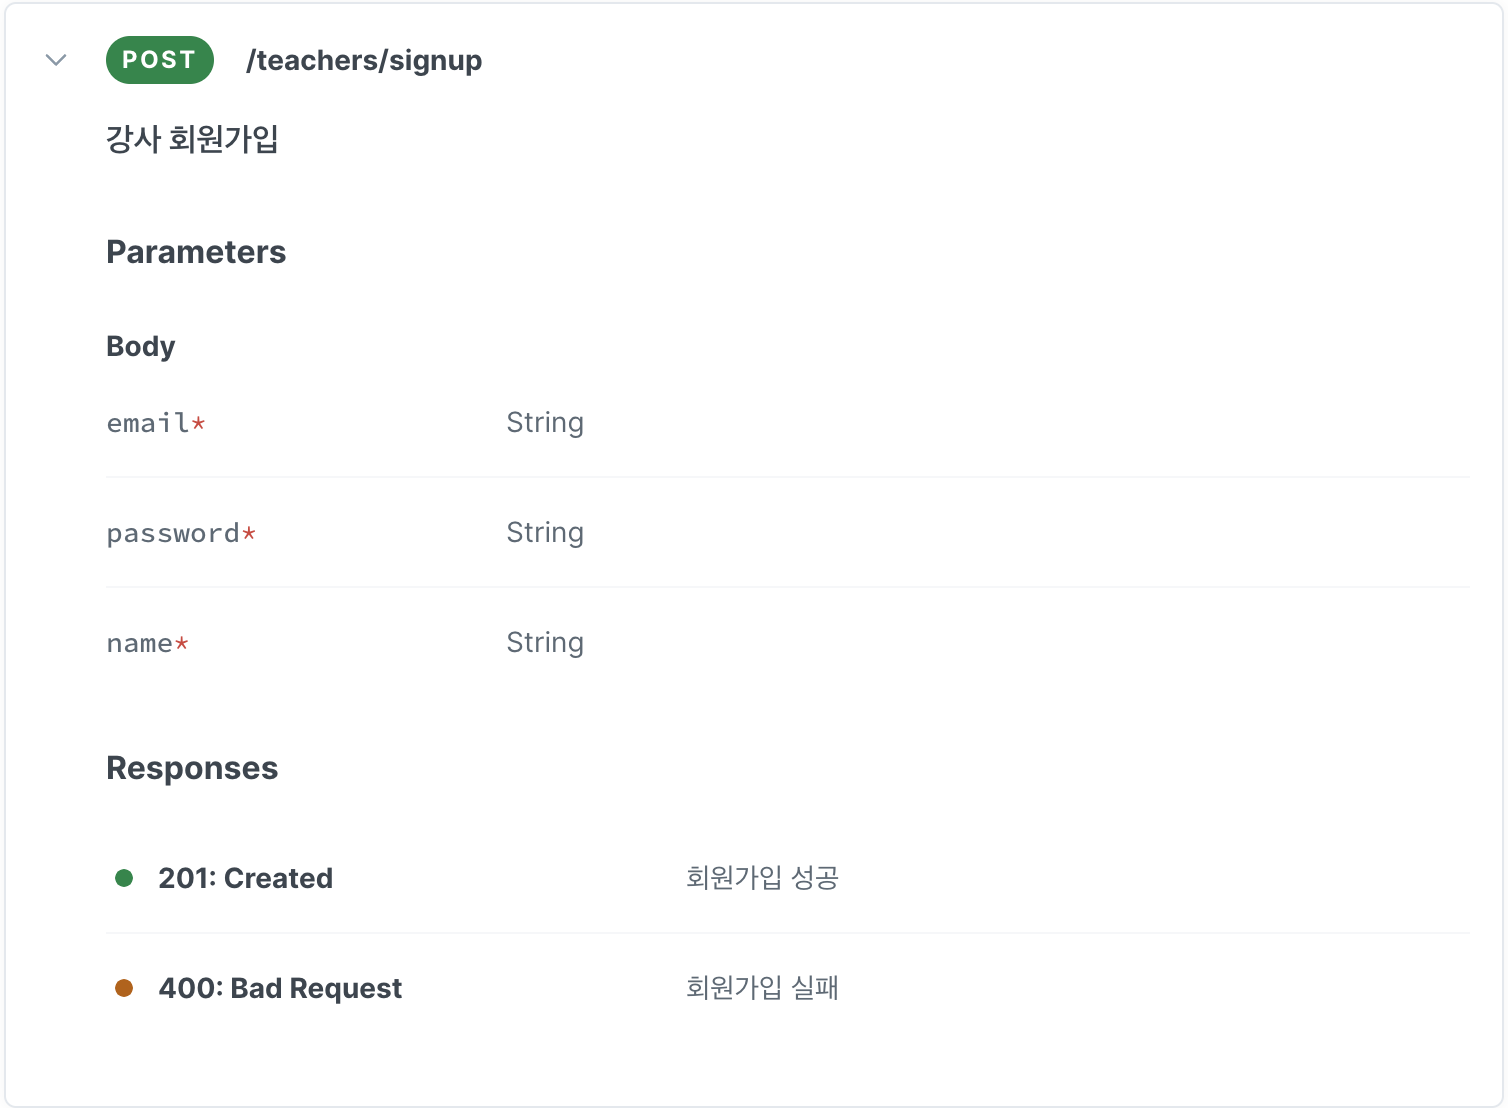 POST /teachers/signup
강사 회원가입
Parameters
Body
email* String
password* String
name* String
Responses
201: Created 회원가입 성공
400: Bad Request 회원가입 실패